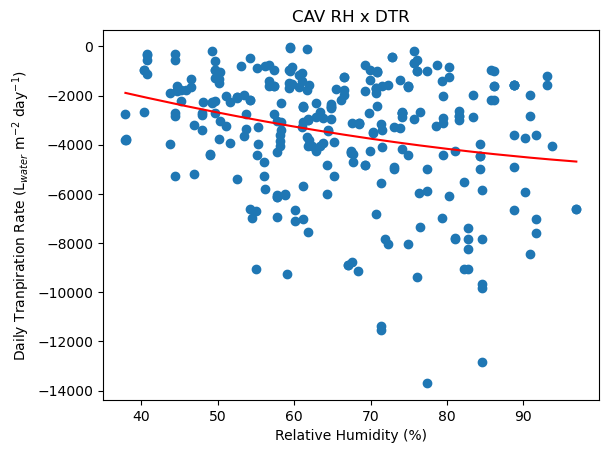 CAV RH x DTR
0
−2000
−4000
−6000
−8000
−10000
−12000
−14000
Daily Tranpiration Rate (L_water m⁻² day⁻¹)
40 50 60 70 80 90
Relative Humidity (%)